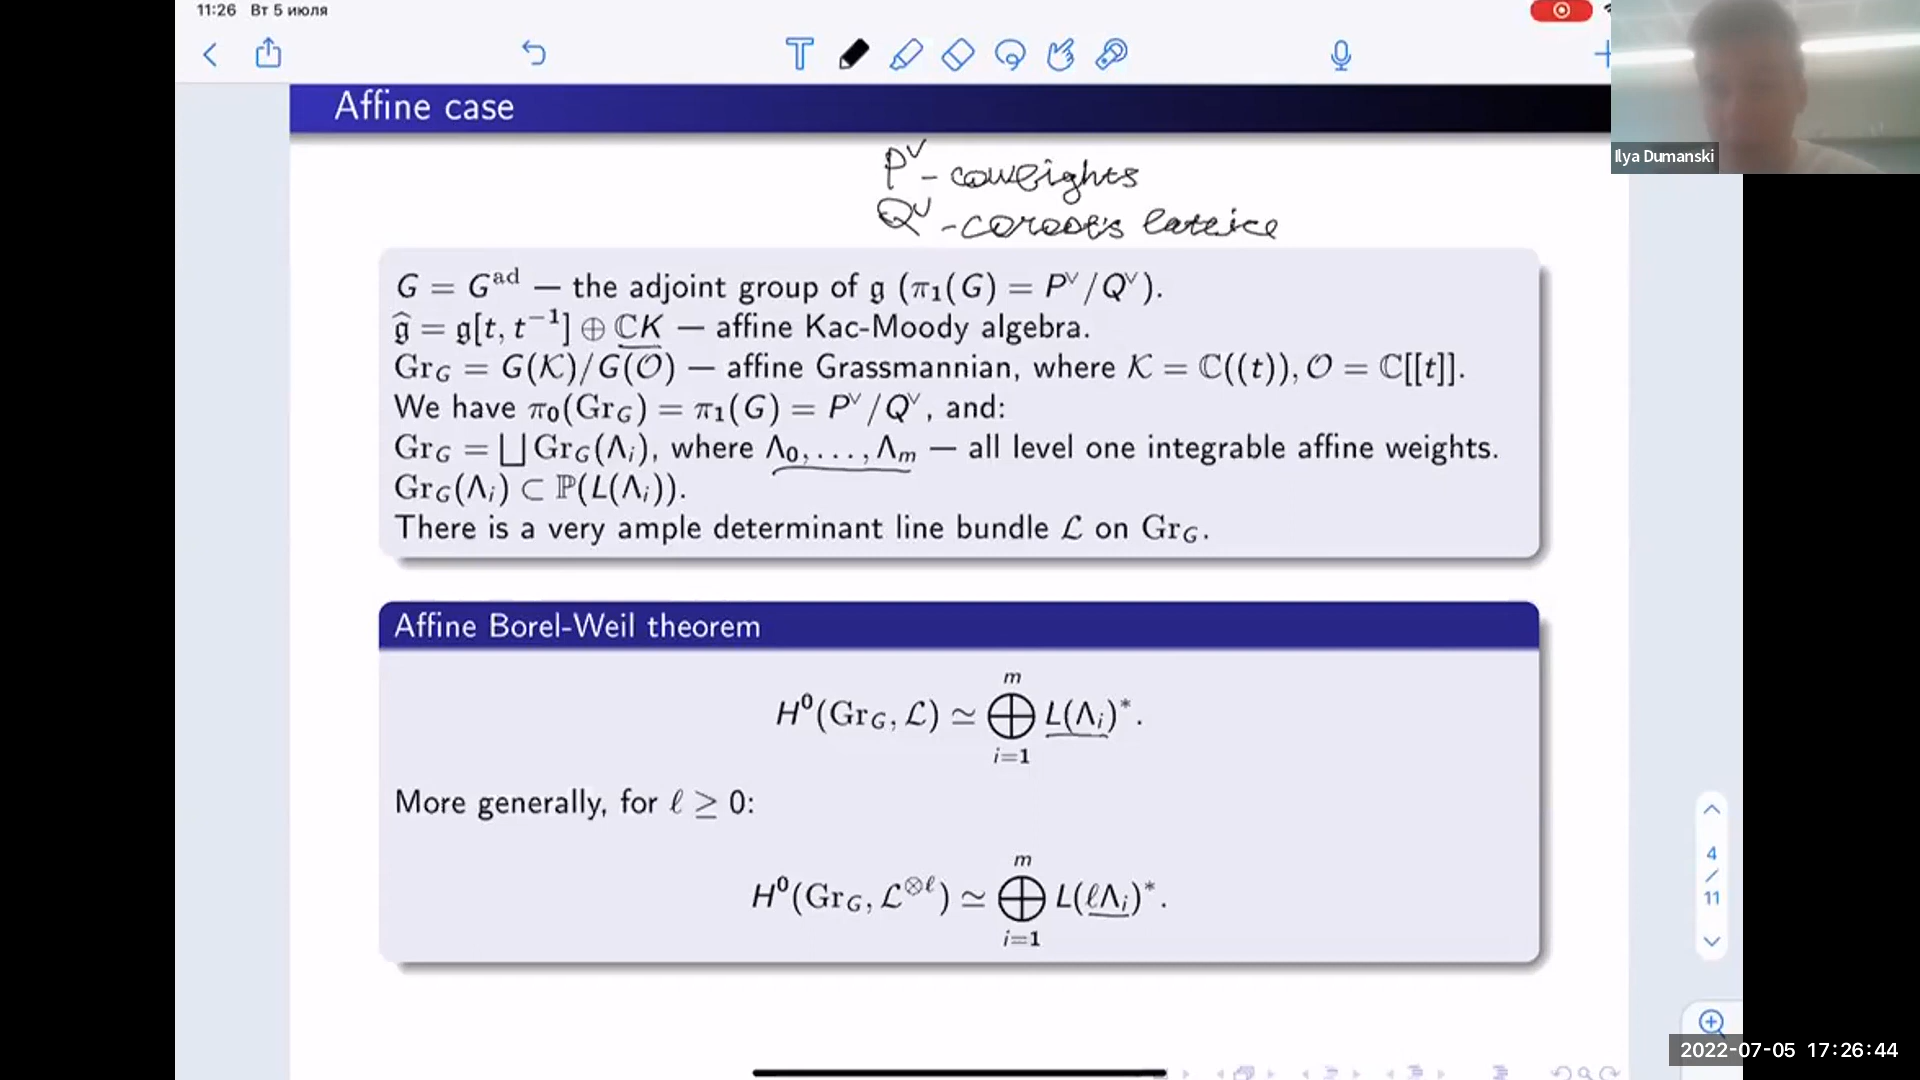 11:26 Вт 5 июля
Affine case
Ilya Dumanski
P^∨ - coweights
Q^∨ - coroots lattice
G = G^ad — the adjoint group of 𝔤 (π₁(G) = P^∨/Q^∨).
𝔤̂ = 𝔤[t, t⁻¹] ⊕ ℂK — affine Kac-Moody algebra.
Gr_G = G(𝒦)/G(𝒪) — affine Grassmannian, where 𝒦 = ℂ((t)), 𝒪 = ℂ[[t]].
We have π₀(Gr_G) = π₁(G) = P^∨/Q^∨, and:
Gr_G = ⨆ Gr_G(Λ_i), where Λ₀, . . . , Λ_m — all level one integrable affine weights.
Gr_G(Λ_i) ⊂ ℙ(L(Λ_i)).
There is a very ample determinant line bundle ℒ on Gr_G.
Affine Borel-Weil theorem
H⁰(Gr_G, ℒ) ≃ ⨁_{i=1}^{m} L(Λ_i)*.
More generally, for ℓ ≥ 0:
H⁰(Gr_G, ℒ^{⊗ℓ}) ≃ ⨁_{i=1}^{m} L(ℓΛ_i)*.
4
/
11
2022-07-05 17:26:44